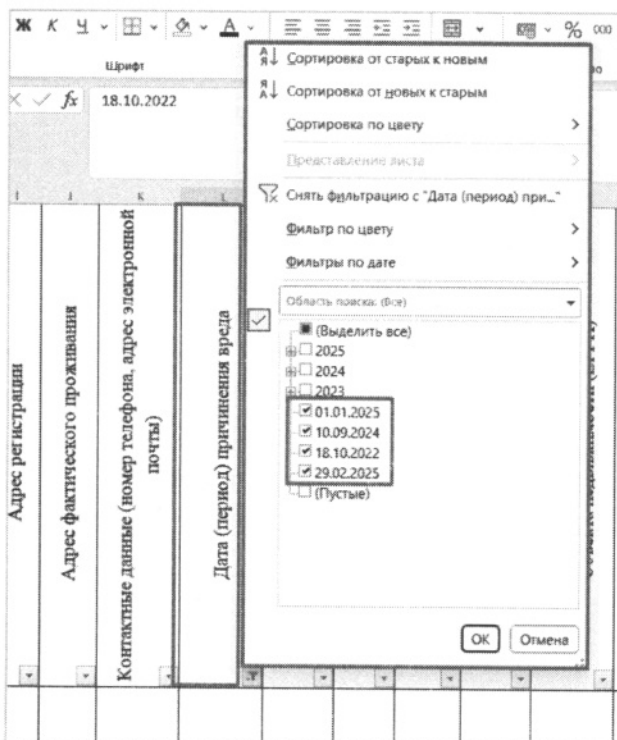 Ж К Ч
% 000
Шрифт
fx 18.10.2022
Сортировка от старых к новым
Сортировка от новых к старым
Сортировка по цвету
Представление листа
Снять фильтрацию с "Дата (период) при..."
Фильтр по цвету
Фильтры по дате
Область поиска: (Все)
(Выделить все)
2025
2024
2023
01.01.2025
10.09.2024
18.10.2022
29.02.2025
(Пустые)
OK Отмена
J K L
Адрес регистрации
Адрес фактического проживания
Контактные данные (номер телефона, адрес электронной
почты)
Дата (период) причинения вреда